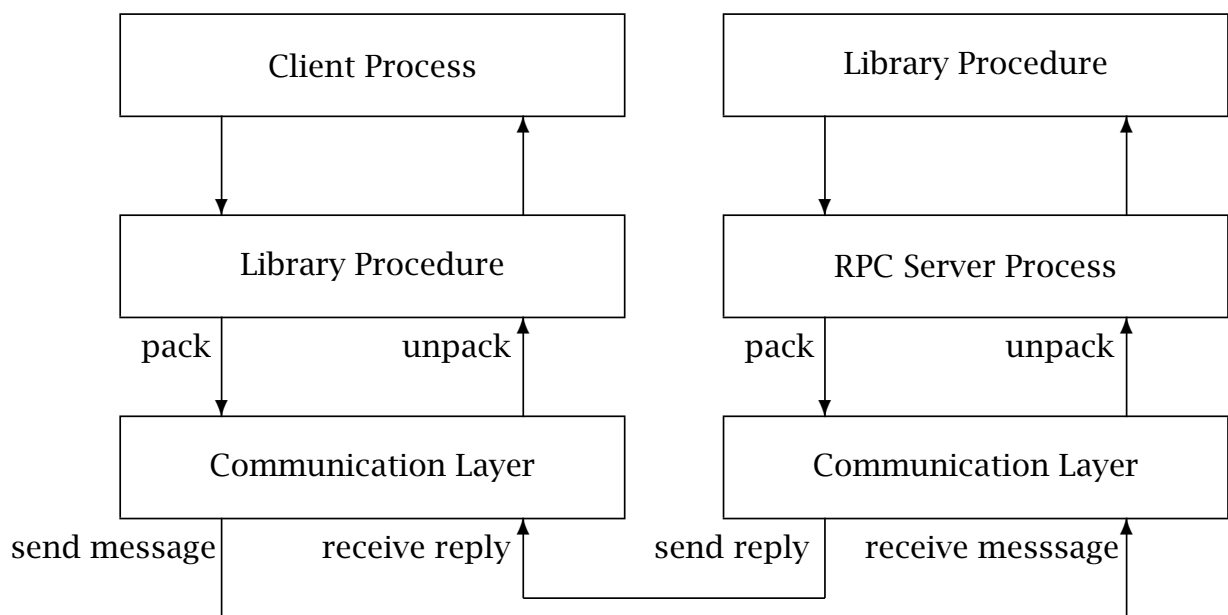 Client Process
Library Procedure
Library Procedure
RPC Server Process
pack
unpack
pack
unpack
Communication Layer
Communication Layer
send message
receive reply
send reply
receive messsage